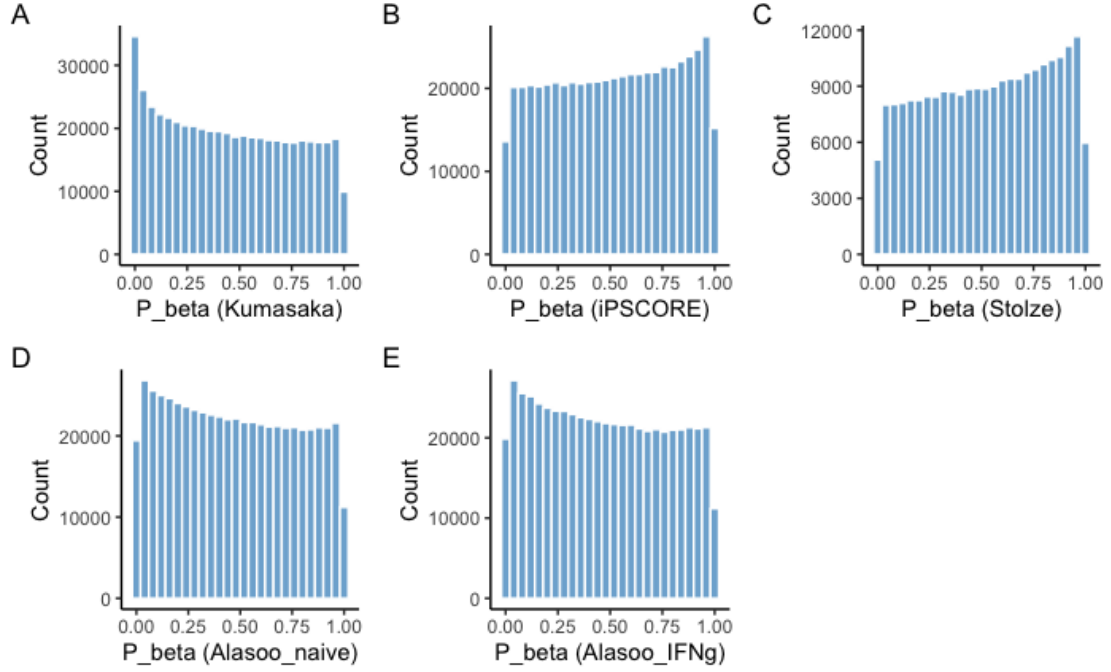 A
Count
30000
20000
10000
0
0.00 0.25 0.50 0.75 1.00
P_beta (Kumasaka)
B
Count
20000
10000
0
0.00 0.25 0.50 0.75 1.00
P_beta (iPSCORE)
C
Count
12000
9000
6000
3000
0
0.00 0.25 0.50 0.75 1.00
P_beta (Stolze)
D
Count
20000
10000
0
0.00 0.25 0.50 0.75 1.00
P_beta (Alasoo_naive)
E
Count
20000
10000
0
0.00 0.25 0.50 0.75 1.00
P_beta (Alasoo_IFNg)